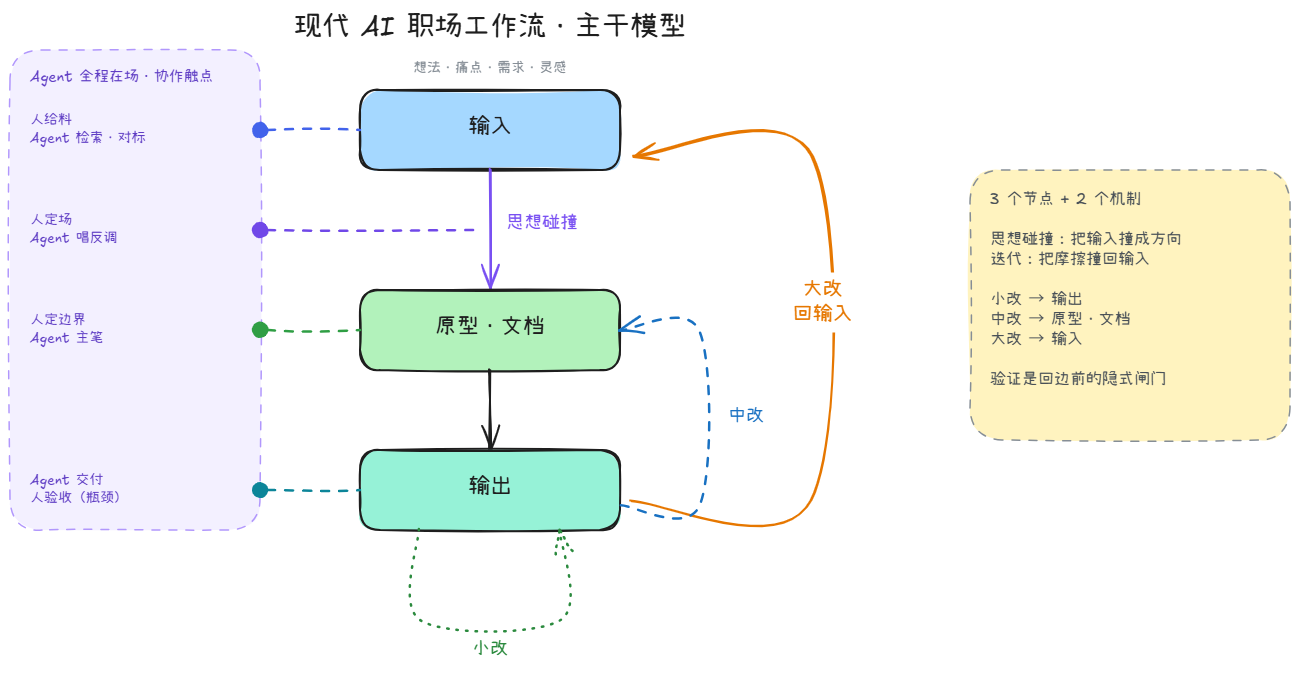 现代 AI 职场工作流 · 主干模型
想法 · 痛点 · 需求 · 灵感
Agent 全程在场 · 协作触点
人给料
Agent 检索 · 对标
人定场
Agent 唱反调
人定边界
Agent 主笔
Agent 交付
人验收（瓶颈）
输入
思想碰撞
原型 · 文档
输出
小改
中改
大改
回输入
3 个节点 + 2 个机制
思想碰撞：把输入撞成方向
迭代：把摩擦撞回输入
小改 → 输出
中改 → 原型 · 文档
大改 → 输入
验证是回边前的隐式闸门